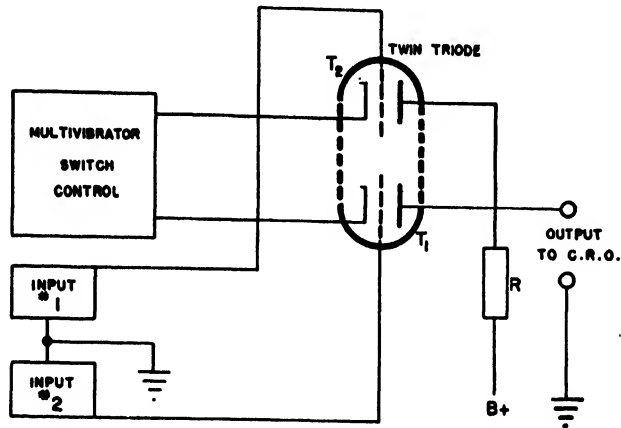 TWIN TRIODE
T2
MULTIVIBRATOR
SWITCH
CONTROL
T1
OUTPUT
TO C.R.O.
INPUT
#1
R
INPUT
#2
B+